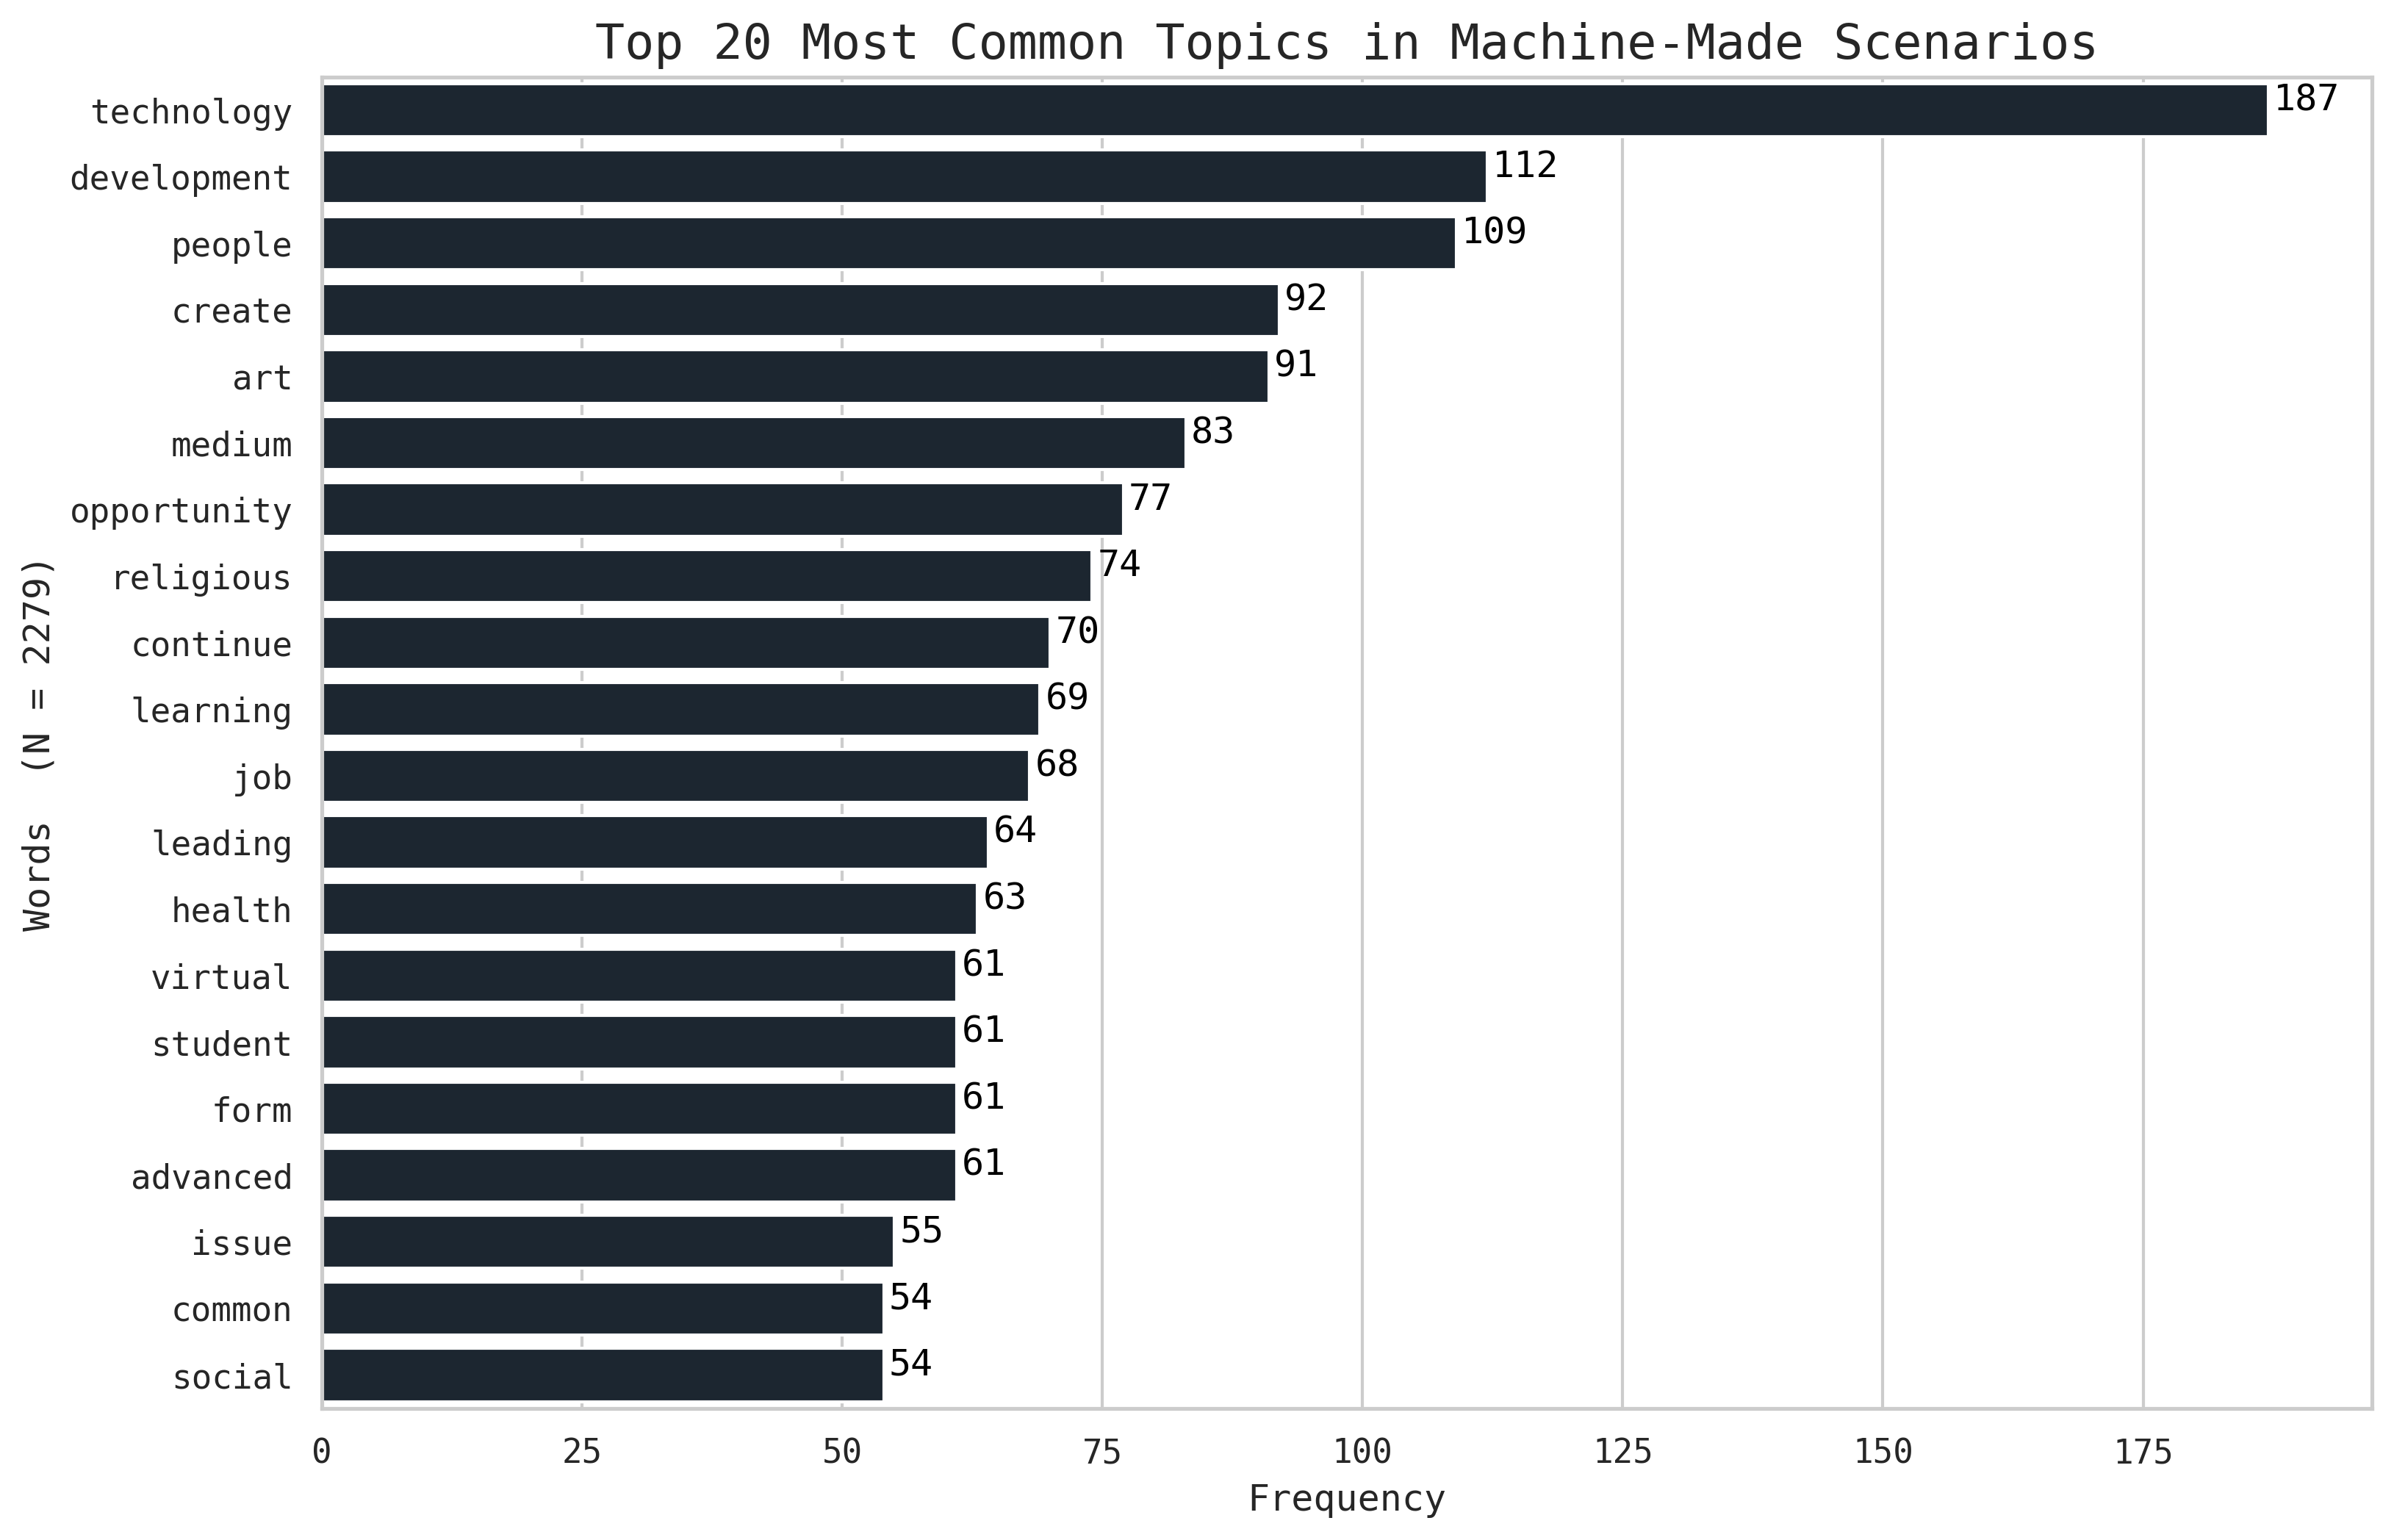 Top 20 Most Common Topics in Machine-Made Scenarios
Words  (N = 2279)
technology 187
development 112
people 109
create 92
art 91
medium 83
opportunity 77
religious 74
continue 70
learning 69
job 68
leading 64
health 63
virtual 61
student 61
form 61
advanced 61
issue 55
common 54
social 54
0 25 50 75 100 125 150 175
Frequency